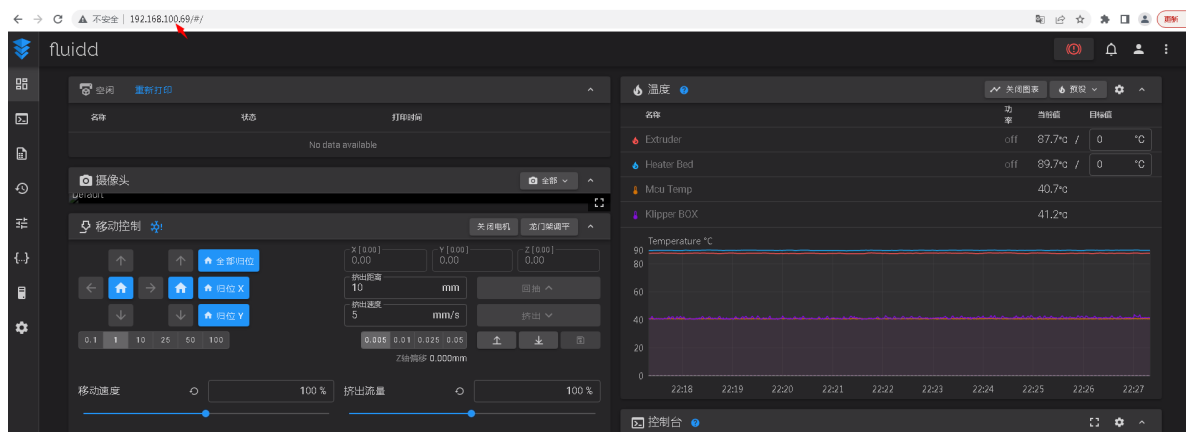 不安全 192.168.100.69/#/ 更新
fluidd
空闲 重新打印
名称 状态 打印时间
No data available
摄像头 全部
Default
移动控制 关闭电机 龙门架调平
全部归位
归位 X
归位 Y
0.1 1 10 25 50 100
X [ 0.00 ] Y [ 0.00 ] Z [ 0.00 ]
0.00 0.00 0.00
挤出距离
10 mm 回抽
挤出速度
5 mm/s 挤出
0.005 0.01 0.025 0.05
Z轴偏移 0.000mm
移动速度 100 % 挤出流量 100 %
温度 关闭图表 预设
名称 功率 当前值 目标值
Extruder off 87.7°C / 0 °C
Heater Bed off 89.7°C / 0 °C
Mcu Temp 40.7°C
Klipper BOX 41.2°C
Temperature °C
90
80
60
40
20
0
22:18 22:19 22:20 22:21 22:22 22:23 22:24 22:25 22:26 22:27
控制台